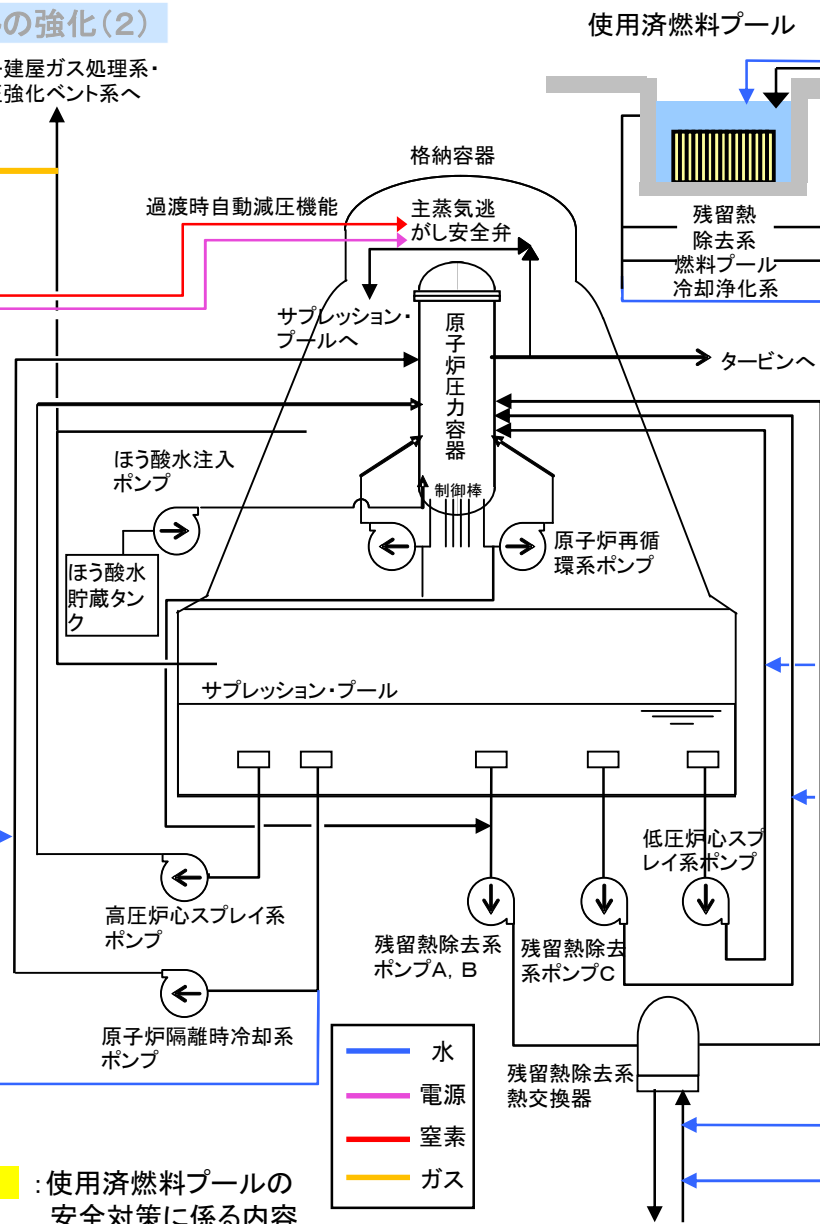 の強化(2)
使用済燃料プール
建屋ガス処理系・
強化ベント系へ
格納容器
過渡時自動減圧機能
主蒸気逃
がし安全弁
残留熱
除去系
燃料プール
冷却浄化系
サプレッション・
プールへ
原子炉圧力容器
タービンへ
ほう酸水注入
ポンプ
制御棒
原子炉再循
環系ポンプ
ほう酸水
貯蔵タン
ク
サプレッション・プール
低圧炉心スプ
レイ系ポンプ
高圧炉心スプレイ系
ポンプ
残留熱除去系
ポンプA, B
残留熱除去
系ポンプC
原子炉隔離時冷却系
ポンプ
残留熱除去系
熱交換器
水
電源
窒素
ガス
:使用済燃料プールの
安全対策に係る内容